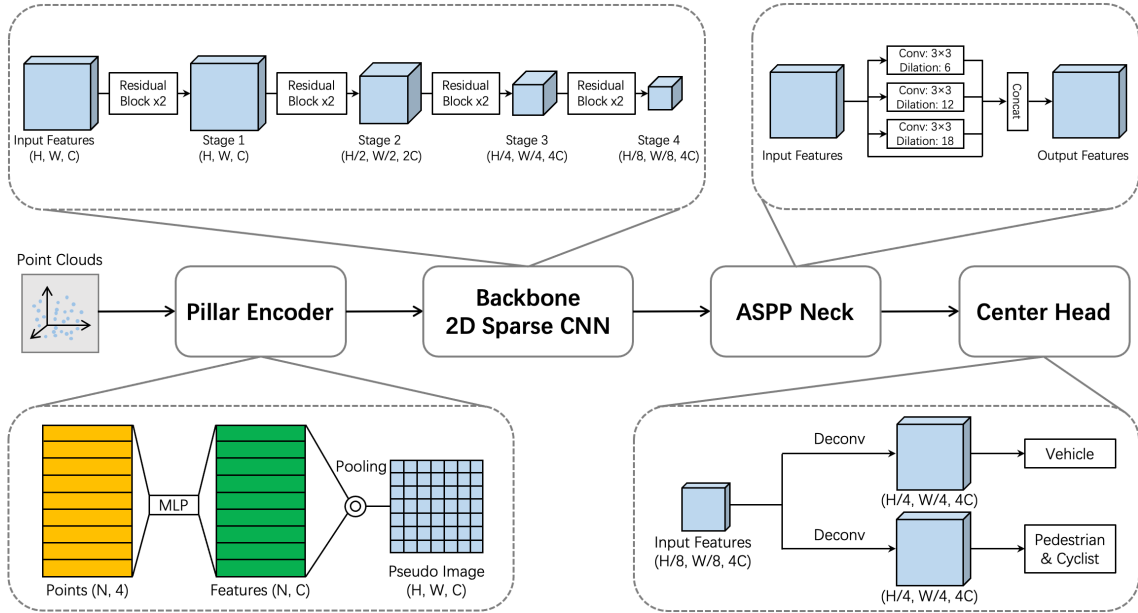 Residual
Block x2
Residual
Block x2
Residual
Block x2
Residual
Block x2
Input Features
(H, W, C)
Stage 1
(H, W, C)
Stage 2
(H/2, W/2, 2C)
Stage 3
(H/4, W/4, 4C)
Stage 4
(H/8, W/8, 4C)
Conv: 3×3
Dilation: 6
Conv: 3×3
Dilation: 12
Conv: 3×3
Dilation: 18
Concat
Input Features
Output Features
Point Clouds
Pillar Encoder
Backbone
2D Sparse CNN
ASPP Neck
Center Head
MLP
Pooling
Points (N, 4)
Features (N, C)
Pseudo Image
(H, W, C)
Input Features
(H/8, W/8, 4C)
Deconv
(H/4, W/4, 4C)
Vehicle
Deconv
(H/4, W/4, 4C)
Pedestrian
& Cyclist